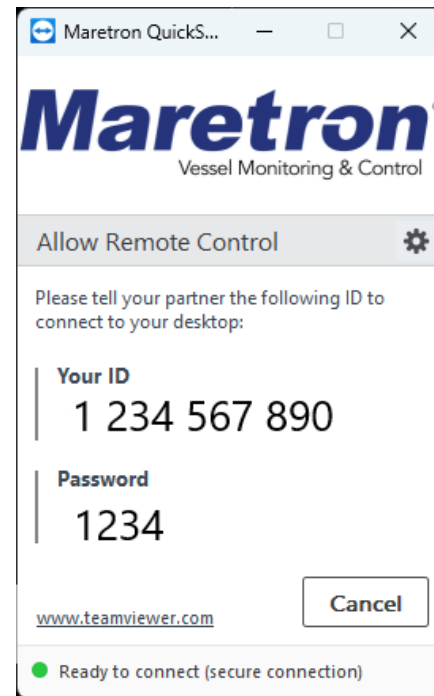 Maretron QuickS...
Maretron
Vessel Monitoring & Control
Allow Remote Control
Please tell your partner the following ID to
connect to your desktop:
Your ID
1 234 567 890
Password
1234
Cancel
www.teamviewer.com
Ready to connect (secure connection)